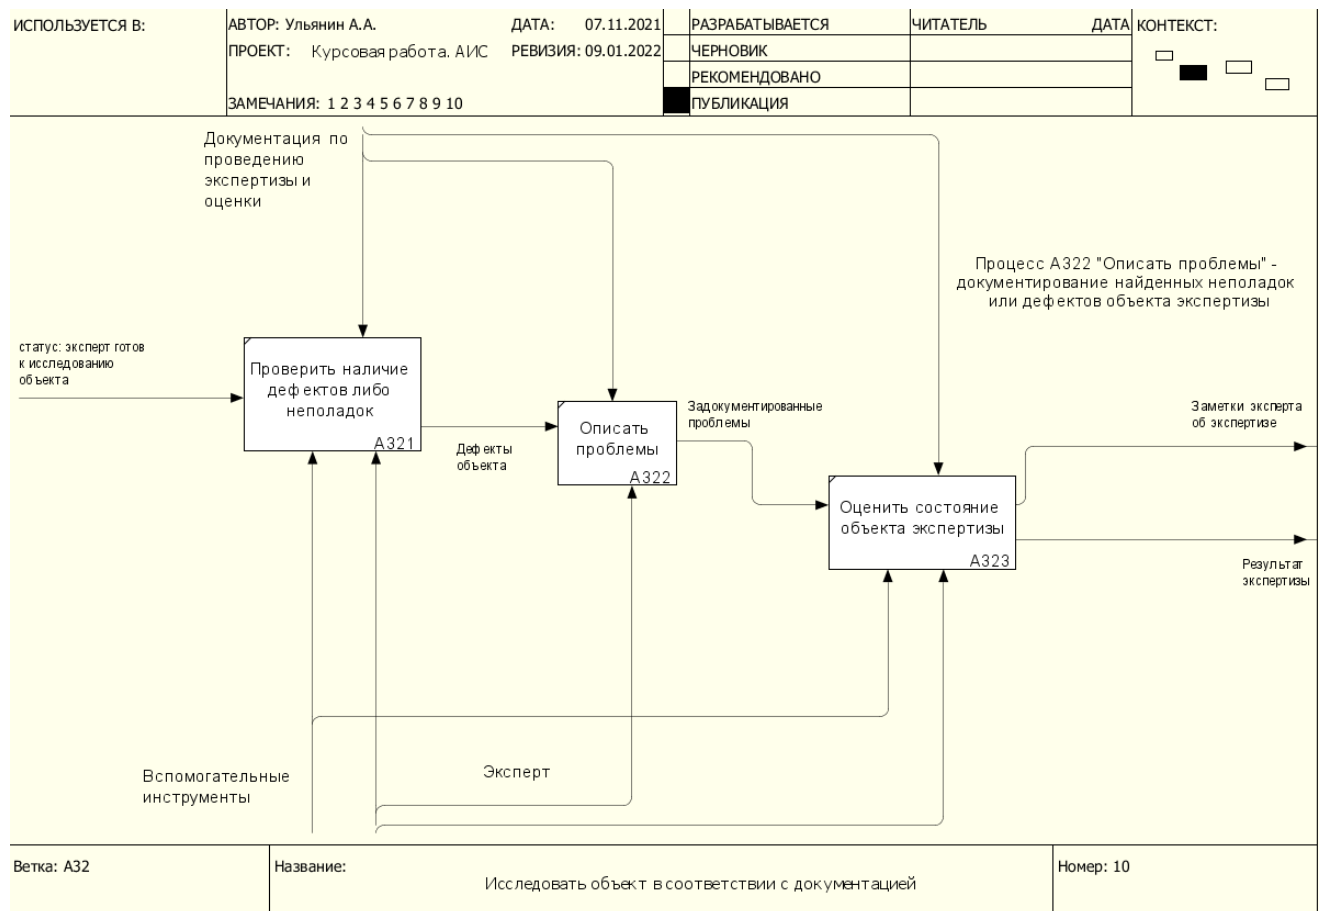 ИСПОЛЬЗУЕТСЯ В:
АВТОР: Ульянин А.А.
ДАТА: 07.11.2021
ПРОЕКТ: Курсовая работа. АИС
РЕВИЗИЯ: 09.01.2022
ЗАМЕЧАНИЯ: 1 2 3 4 5 6 7 8 9 10
РАЗРАБАТЫВАЕТСЯ
ЧЕРНОВИК
РЕКОМЕНДОВАНО
ПУБЛИКАЦИЯ
ЧИТАТЕЛЬ
ДАТА
КОНТЕКСТ:
Документация по
проведению
экспертизы и
оценки
Процесс А322 "Описать проблемы" -
документирование найденных неполадок
или дефектов объекта экспертизы
статус: эксперт готов
к исследованию
объекта
Проверить наличие
дефектов либо
неполадок
А321
Дефекты
объекта
Описать
проблемы
А322
Задокументированные
проблемы
Оценить состояние
объекта экспертизы
А323
Заметки эксперта
об экспертизе
Результат
экспертизы
Вспомогательные
инструменты
Эксперт
Ветка: А32
Название:
Исследовать объект в соответствии с документацией
Номер: 10